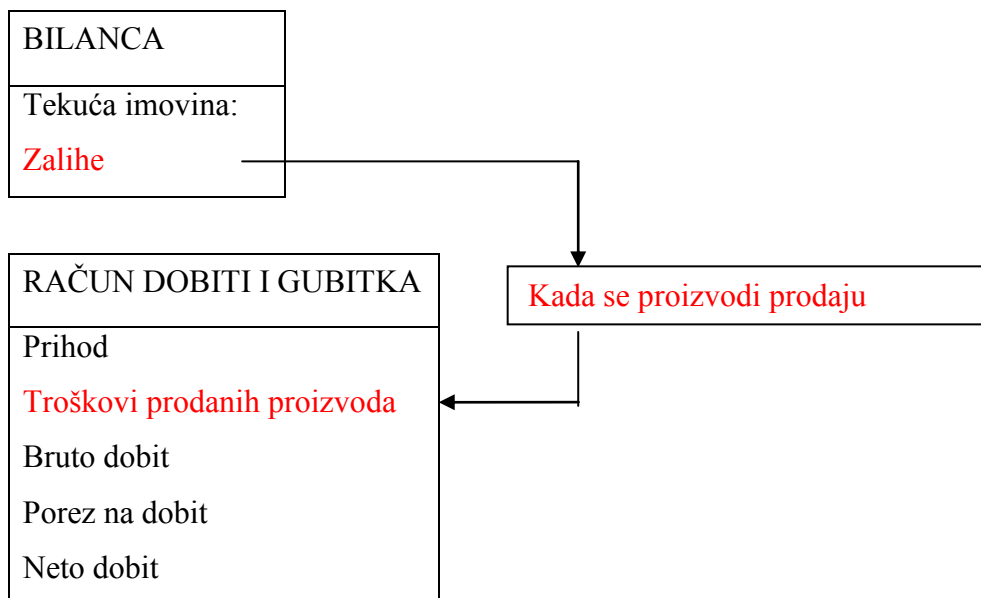 BILANCA
Tekuća imovina:
Zalihe
RAČUN DOBITI I GUBITKA
Kada se proizvodi prodaju
Prihod
Troškovi prodanih proizvoda
Bruto dobit
Porez na dobit
Neto dobit